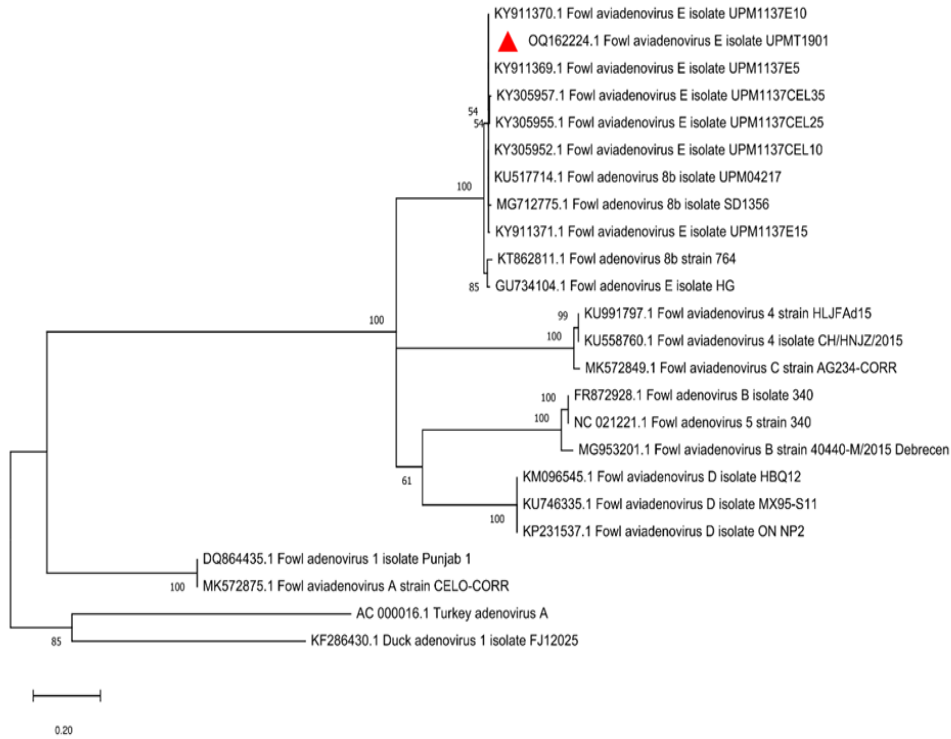 KY911370.1 Fowl aviadenovirus E isolate UPM1137E10
OQ162224.1 Fowl aviadenovirus E isolate UPMT1901
KY911369.1 Fowl aviadenovirus E isolate UPM1137E5
KY305957.1 Fowl aviadenovirus E isolate UPM1137CEL35
54
54
KY305955.1 Fowl aviadenovirus E isolate UPM1137CEL25
KY305952.1 Fowl aviadenovirus E isolate UPM1137CEL10
KU517714.1 Fowl adenovirus 8b isolate UPM04217
100
MG712775.1 Fowl adenovirus 8b isolate SD1356
KY911371.1 Fowl aviadenovirus E isolate UPM1137E15
KT862811.1 Fowl adenovirus 8b strain 764
85
GU734104.1 Fowl adenovirus E isolate HG
99
KU991797.1 Fowl aviadenovirus 4 strain HLJFAd15
100
100
KU558760.1 Fowl aviadenovirus 4 isolate CH/HNJZ/2015
MK572849.1 Fowl aviadenovirus C strain AG234-CORR
100
FR872928.1 Fowl adenovirus B isolate 340
100
NC 021221.1 Fowl adenovirus 5 strain 340
MG953201.1 Fowl aviadenovirus B strain 40440-M/2015 Debrecen
61
KM096545.1 Fowl aviadenovirus D isolate HBQ12
KU746335.1 Fowl aviadenovirus D isolate MX95-S11
100
KP231537.1 Fowl aviadenovirus D isolate ON NP2
DQ864435.1 Fowl adenovirus 1 isolate Punjab 1
100
MK572875.1 Fowl aviadenovirus A strain CELO-CORR
AC 000016.1 Turkey adenovirus A
85
KF286430.1 Duck adenovirus 1 isolate FJ12025
0.20